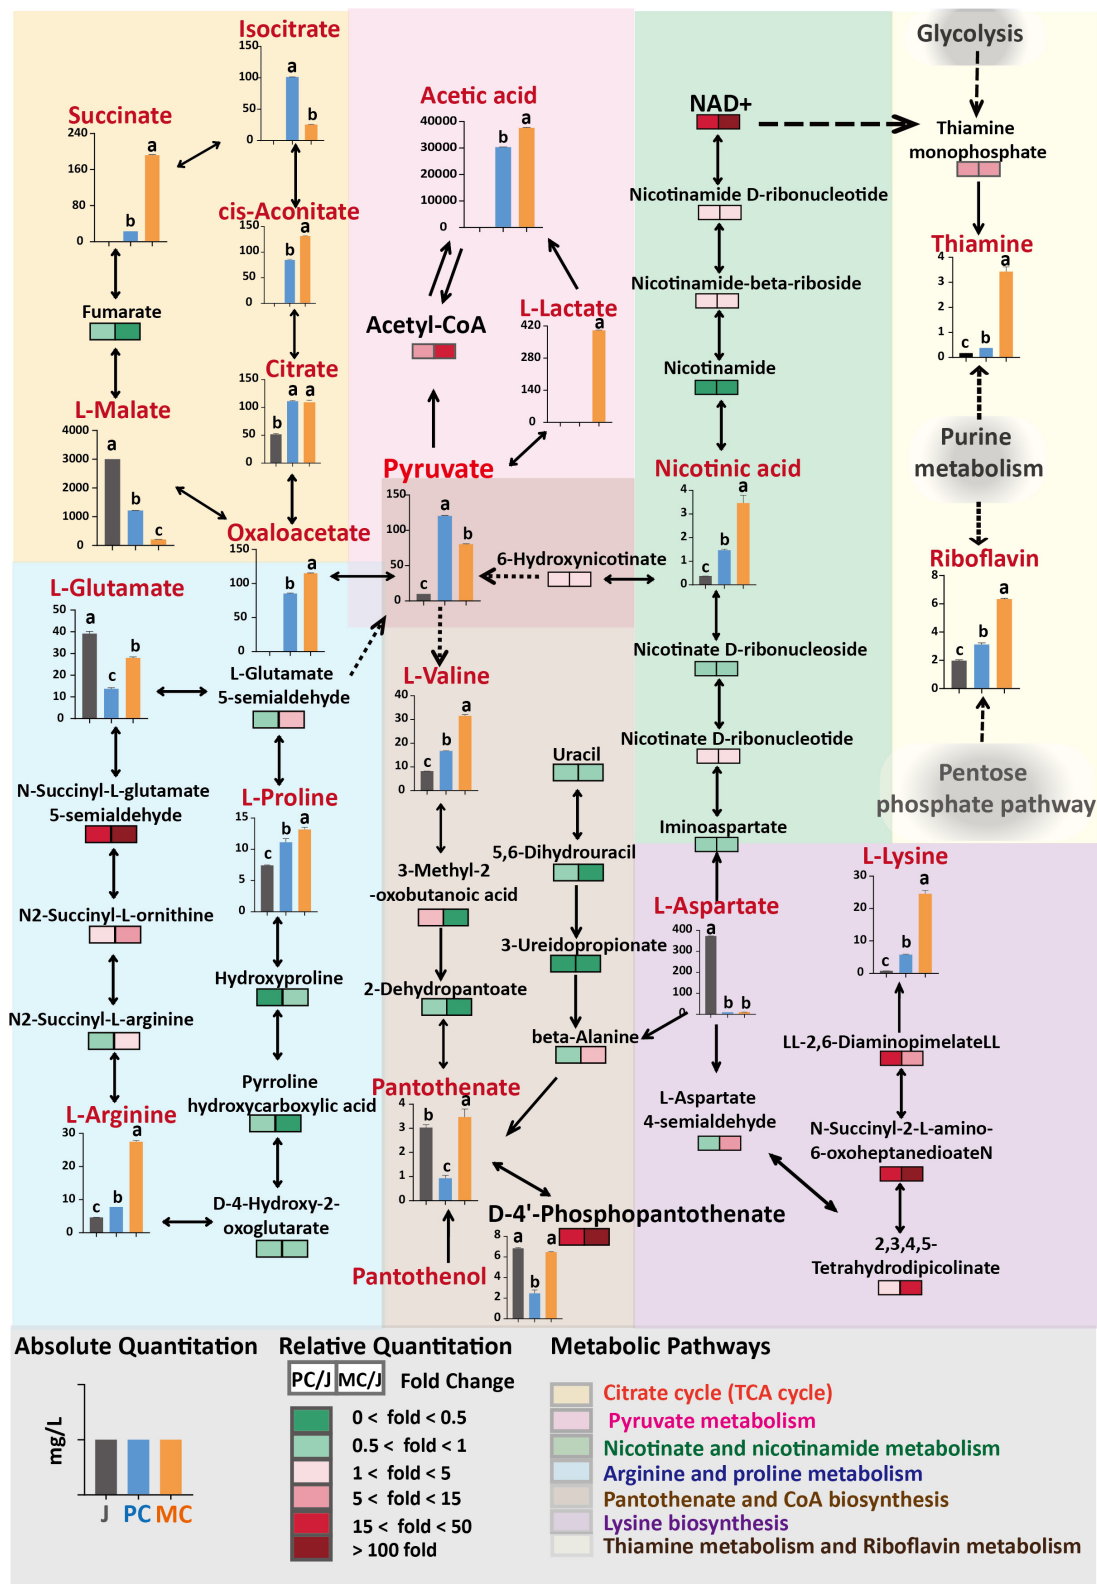 Isocitrate
150
100
50
0
a
b
Succinate
240
160
80
0
b
a
cis-Aconitate
150
100
50
0
b
a
Fumarate
Citrate
150
100
50
0
b
a
a
L-Malate
4000
3000
2000
1000
0
a
b
c
Oxaloacetate
150
100
50
0
b
a
Acetic acid
40000
30000
20000
10000
0
b
a
Acetyl-CoA
L-Lactate
420
280
140
0
a
Pyruvate
150
100
50
0
c
a
b
NAD+
Nicotinamide D-ribonucleotide
Nicotinamide-beta-riboside
Nicotinamide
Nicotinic acid
4
3
2
1
0
c
b
a
6-Hydroxynicotinate
Nicotinate D-ribonucleoside
Nicotinate D-ribonucleotide
Iminoaspartate
Glycolysis
Thiamine
monophosphate
Thiamine
4
3
2
1
0
c
b
a
Purine
metabolism
Riboflavin
8
6
4
2
0
c
b
a
Pentose
phosphate pathway
L-Glutamate
50
40
30
20
10
0
a
c
b
L-Glutamate
5-semialdehyde
N-Succinyl-L-glutamate
5-semialdehyde
L-Proline
15
10
5
0
c
b
a
N2-Succinyl-L-ornithine
Hydroxyproline
N2-Succinyl-L-arginine
Pyrroline
hydroxycarboxylic acid
L-Arginine
30
20
10
0
c
b
a
D-4-Hydroxy-2-
oxoglutarate
L-Valine
40
30
20
10
0
c
b
a
Uracil
3-Methyl-2
-oxobutanoic acid
5,6-Dihydrouracil
3-Ureidopropionate
2-Dehydropantoate
beta-Alanine
Pantothenate
4
3
2
1
0
b
c
a
D-4'-Phosphopantothenate
8
6
4
2
0
a
b
a
Pantothenol
L-Aspartate
400
300
200
100
0
a
b
b
L-Lysine
30
20
10
0
c
b
a
LL-2,6-DiaminopimelateLL
L-Aspartate
4-semialdehyde
N-Succinyl-2-L-amino-
6-oxoheptanedioateN
2,3,4,5-
Tetrahydrodipicolinate
Absolute Quantitation
mg/L
J PC MC
Relative Quantitation
PC/J MC/J Fold Change
0 < fold < 0.5
0.5 < fold < 1
1 < fold < 5
5 < fold < 15
15 < fold < 50
> 100 fold
Metabolic Pathways
Citrate cycle (TCA cycle)
Pyruvate metabolism
Nicotinate and nicotinamide metabolism
Arginine and proline metabolism
Pantothenate and CoA biosynthesis
Lysine biosynthesis
Thiamine metabolism and Riboflavin metabolism